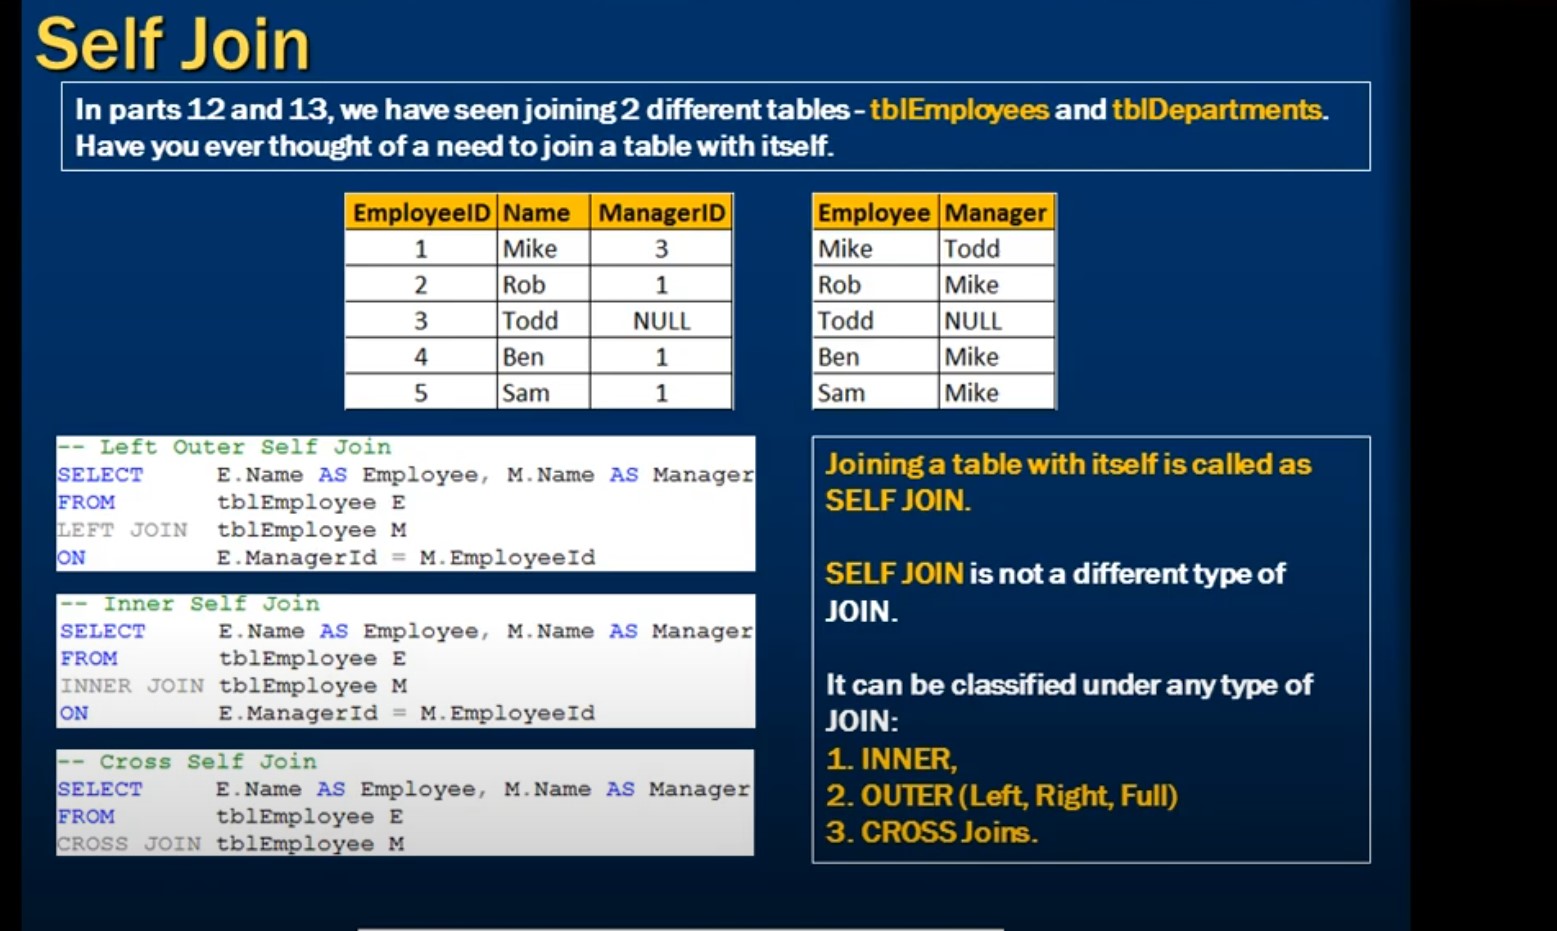 Self Join
In parts 12 and 13, we have seen joining 2 different tables - tblEmployees and tblDepartments.
Have you ever thought of a need to join a table with itself.
EmployeeID Name ManagerID
1 Mike 3
2 Rob 1
3 Todd NULL
4 Ben 1
5 Sam 1
Employee Manager
Mike Todd
Rob Mike
Todd NULL
Ben Mike
Sam Mike
-- Left Outer Self Join
SELECT E.Name AS Employee, M.Name AS Manager
FROM tblEmployee E
LEFT JOIN tblEmployee M
ON E.ManagerId = M.EmployeeId
-- Inner Self Join
SELECT E.Name AS Employee, M.Name AS Manager
FROM tblEmployee E
INNER JOIN tblEmployee M
ON E.ManagerId = M.EmployeeId
-- Cross Self Join
SELECT E.Name AS Employee, M.Name AS Manager
FROM tblEmployee E
CROSS JOIN tblEmployee M
Joining a table with itself is called as
SELF JOIN.
SELF JOIN is not a different type of
JOIN.
It can be classified under any type of
JOIN:
1. INNER,
2. OUTER (Left, Right, Full)
3. CROSS Joins.